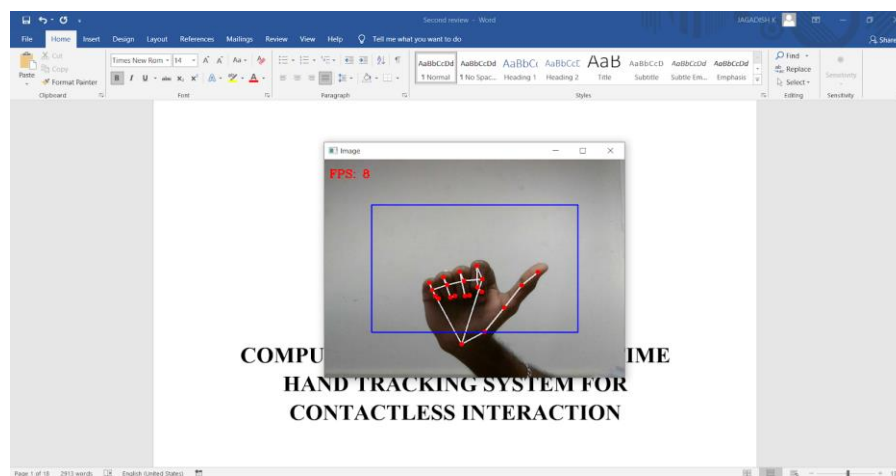 Second review - Word
JAGADISH K
File Home Insert Design Layout References Mailings Review View Help Tell me what you want to do
Share
Cut
Copy
Format Painter
Paste
Clipboard
Times New Rom 14
Font
Paragraph
AaBbCcDd AaBbCcDd AaBbCc AaBbCcC AaB AaBbCcD AaBbCcDd AaBbCcDd
¶ Normal ¶ No Spac... Heading 1 Heading 2 Title Subtitle Subtle Em... Emphasis
Styles
Find
Replace
Select
Editing
Sensitivity
Sensitivity
Image
FPS: 8
COMPU
IME
HAND TRACKING SYSTEM FOR
CONTACTLESS INTERACTION
Page 1 of 18 2913 words English (United States)